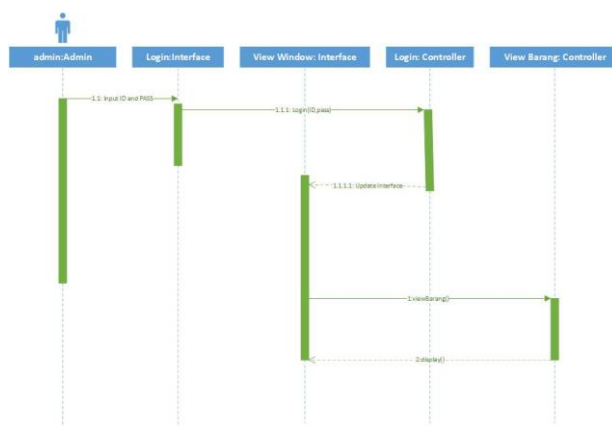 admin:Admin
Login:Interface
View Window: Interface
Login: Controller
View Barang: Controller
1.1: Input ID and PASS
1.1.1: Login(ID,pass)
1.1.1.1: Update Interface
1:viewBarang()
2:display()